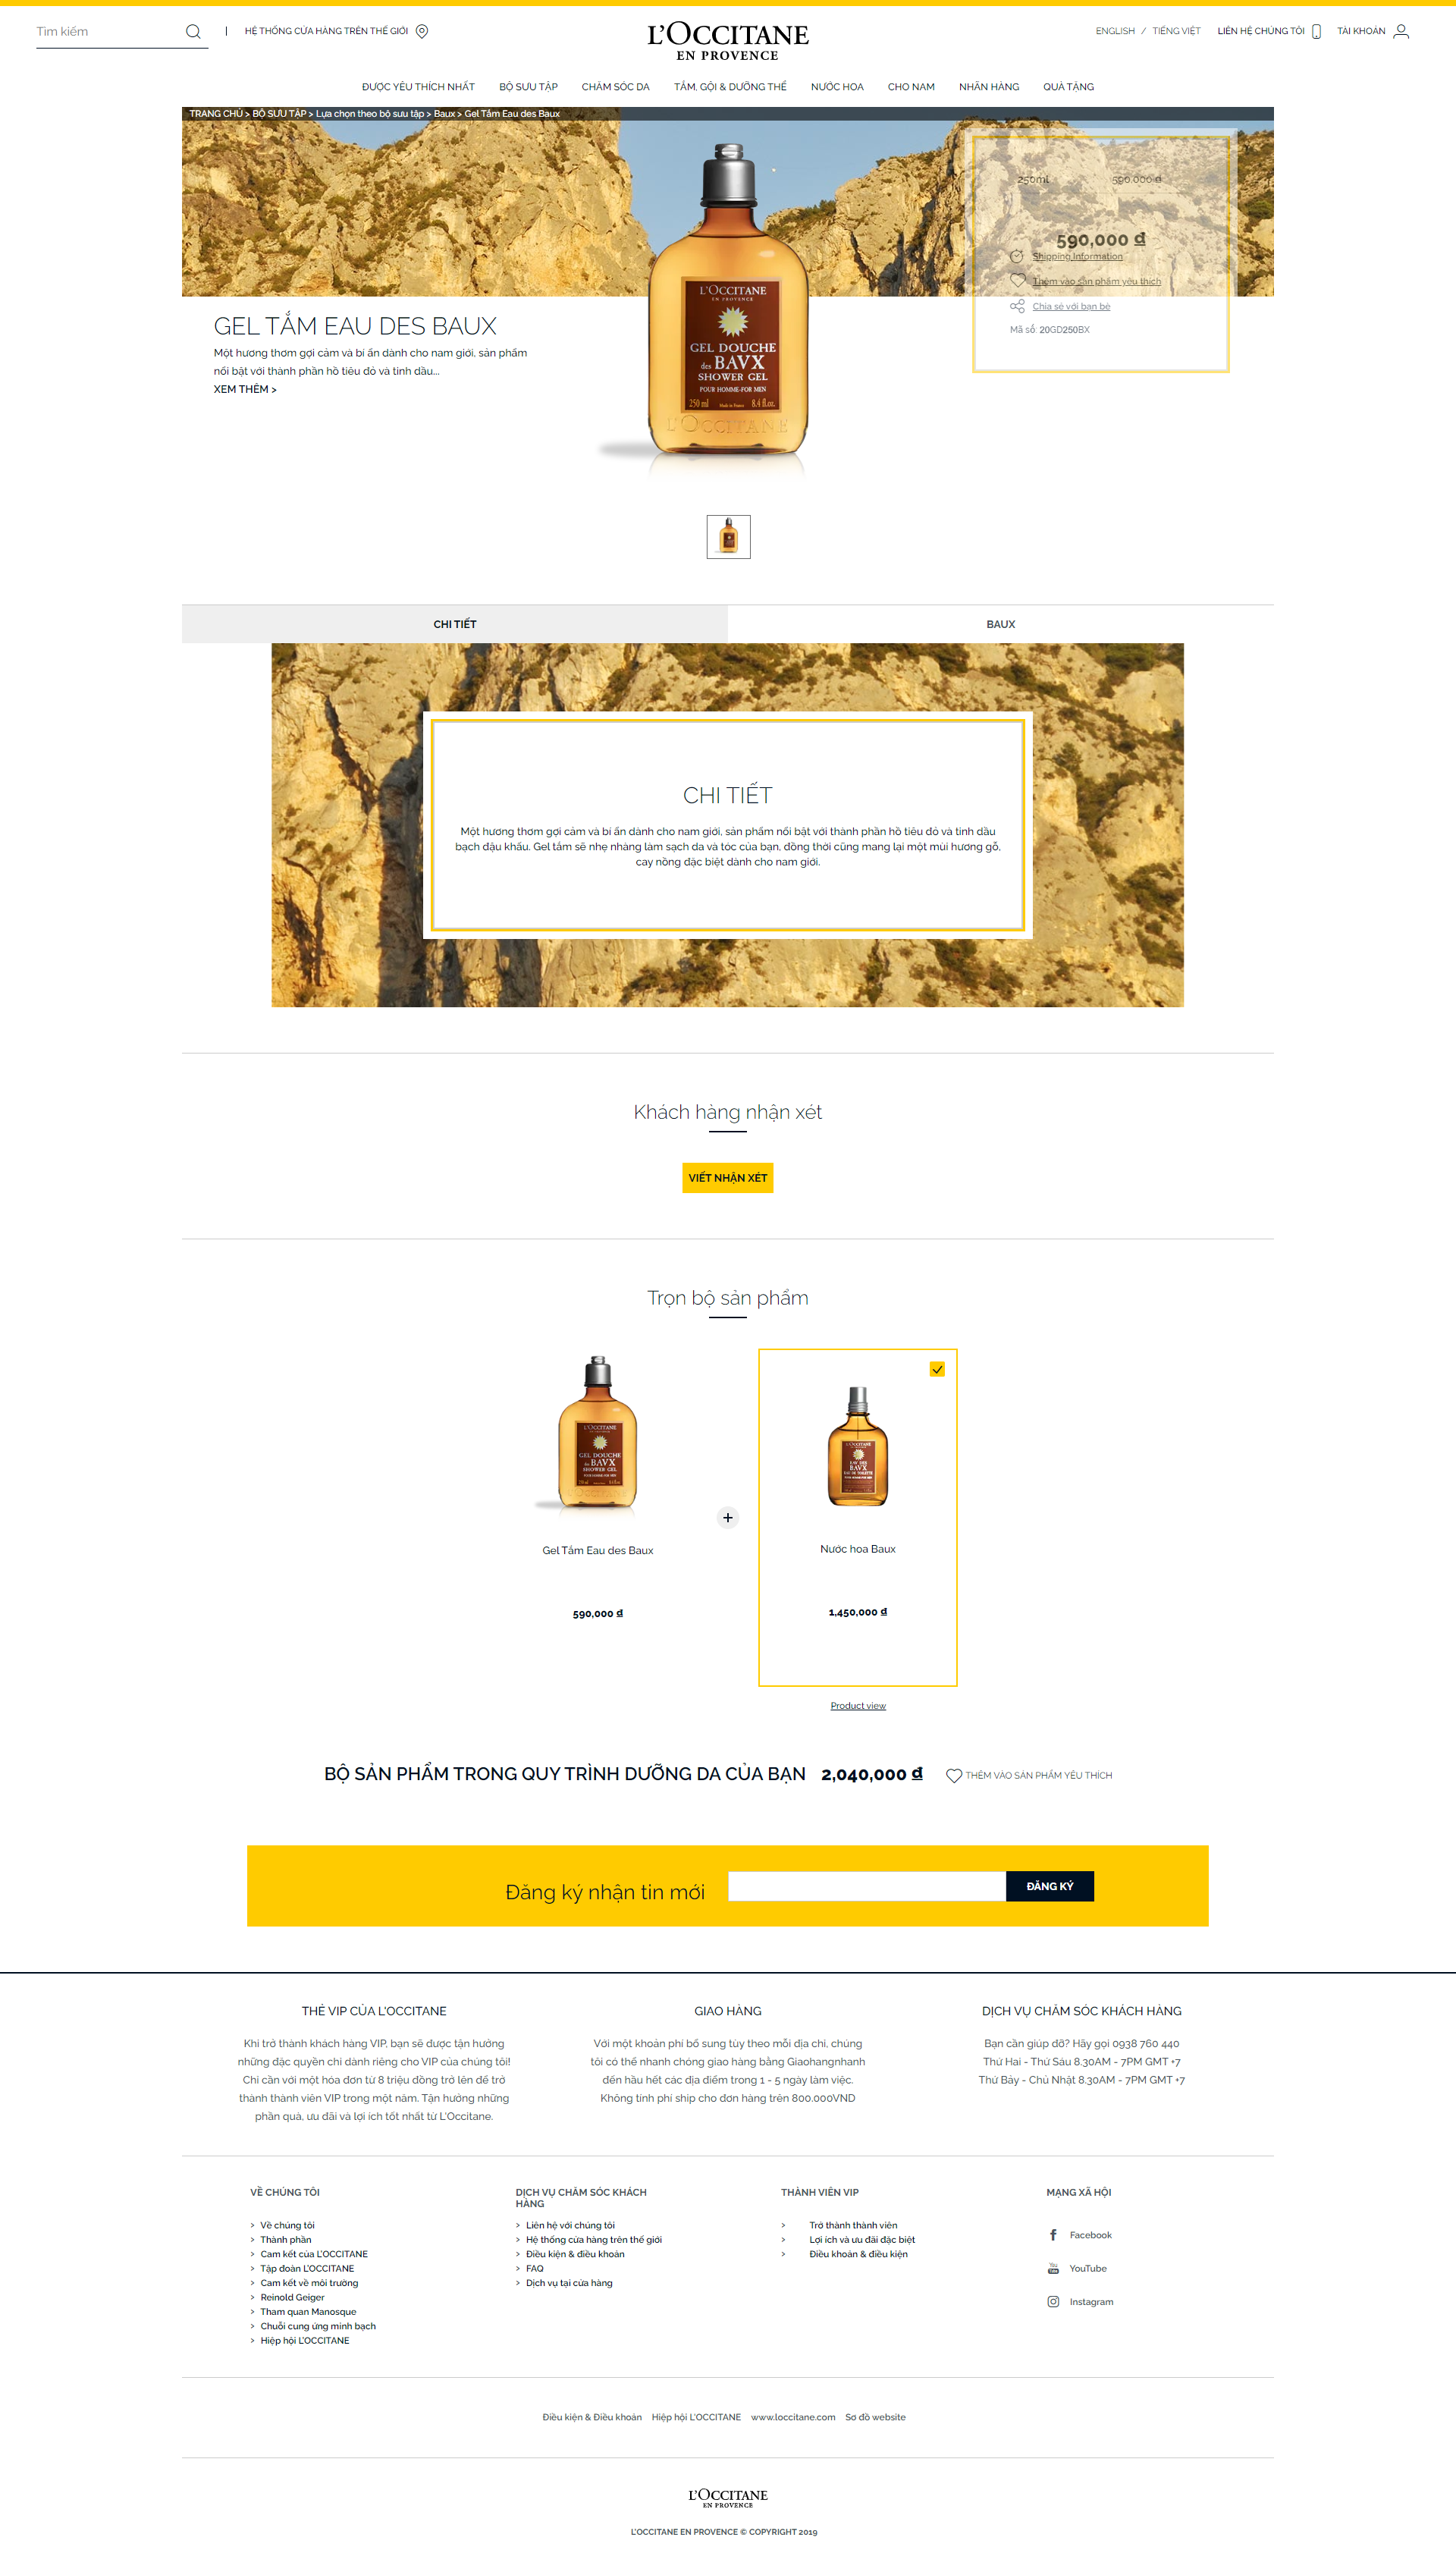 Tìm kiếm
HỆ THỐNG CỬA HÀNG TRÊN THẾ GIỚI
L'OCCITANE
EN PROVENCE
ENGLISH / TIẾNG VIỆT
LIÊN HỆ CHÚNG TÔI
TÀI KHOẢN
ĐƯỢC YÊU THÍCH NHẤT
BỘ SƯU TẬP
CHĂM SÓC DA
TẮM, GỘI & DƯỠNG THỂ
NƯỚC HOA
CHO NAM
NHÃN HÀNG
QUÀ TẶNG
TRANG CHỦ > BỘ SƯU TẬP > Lựa chọn theo bộ sưu tập > Baux > Gel Tắm Eau des Baux
250ml 590,000 đ
590,000 ₫
Shipping Information
Thêm vào sản phẩm yêu thích
Chia sẻ với bạn bè
Mã số: 20GD250BX
GEL TẮM EAU DES BAUX
Một hương thơm gợi cảm và bí ẩn dành cho nam giới, sản phẩm
nổi bật với thành phần hồ tiêu đỏ và tinh dầu...
XEM THÊM >
L'OCCITANE
EN PROVENCE
GEL DOUCHE
des BAVX
SHOWER GEL
POUR HOMME-FOR MEN
250 ml Made in France 8.4 fl.oz.
L'OCCITANE
CHI TIẾT
BAUX
CHI TIẾT
Một hương thơm gợi cảm và bí ẩn dành cho nam giới, sản phẩm nổi bật với thành phần hồ tiêu đỏ và tinh dầu
bạch đậu khấu. Gel tắm sẽ nhẹ nhàng làm sạch da và tóc của bạn, đồng thời cũng mang lại một mùi hương gỗ,
cay nồng đặc biệt dành cho nam giới.
Khách hàng nhận xét
VIẾT NHẬN XÉT
Trọn bộ sản phẩm
L'OCCITANE
GEL DOUCHE
des BAVX
SHOWER GEL
L'OCCITANE
EAU DES
BAVX
EAU DE TOILETTE
Gel Tắm Eau des Baux
590,000 ₫
Nước hoa Baux
1,450,000 ₫
Product view
BỘ SẢN PHẨM TRONG QUY TRÌNH DƯỠNG DA CỦA BẠN 2,040,000 ₫ THÊM VÀO SẢN PHẨM YÊU THÍCH
Đăng ký nhận tin mới
ĐĂNG KÝ
THẺ VIP CỦA L'OCCITANE
Khi trở thành khách hàng VIP, bạn sẽ được tận hưởng
những đặc quyền chỉ dành riêng cho VIP của chúng tôi!
Chỉ cần với một hóa đơn từ 8 triệu đồng trở lên để trở
thành thành viên VIP trong một năm. Tận hưởng những
phần quà, ưu đãi và lợi ích tốt nhất từ L'Occitane.
GIAO HÀNG
Với một khoản phí bổ sung tùy theo mỗi địa chỉ, chúng
tôi có thể nhanh chóng giao hàng bằng Giaohangnhanh
đến hầu hết các địa điểm trong 1 - 5 ngày làm việc.
Không tính phí ship cho đơn hàng trên 800.000VND
DỊCH VỤ CHĂM SÓC KHÁCH HÀNG
Bạn cần giúp đỡ? Hãy gọi 0938 760 440
Thứ Hai - Thứ Sáu 8.30AM - 7PM GMT +7
Thứ Bảy - Chủ Nhật 8.30AM - 7PM GMT +7
VỀ CHÚNG TÔI
> Về chúng tôi
> Thành phần
> Cam kết của L'OCCITANE
> Tập đoàn L'OCCITANE
> Cam kết về môi trường
> Reinold Geiger
> Tham quan Manosque
> Chuỗi cung ứng minh bạch
> Hiệp hội L'OCCITANE
DỊCH VỤ CHĂM SÓC KHÁCH
HÀNG
> Liên hệ với chúng tôi
> Hệ thống cửa hàng trên thế giới
> Điều kiện & điều khoản
> FAQ
> Dịch vụ tại cửa hàng
THÀNH VIÊN VIP
> Trở thành thành viên
> Lợi ích và ưu đãi đặc biệt
> Điều khoản & điều kiện
MẠNG XÃ HỘI
Facebook
YouTube
Instagram
Điều kiện & Điều khoản
Hiệp hội L'OCCITANE
www.loccitane.com
Sơ đồ website
L'OCCITANE
EN PROVENCE
L'OCCITANE EN PROVENCE © COPYRIGHT 2019